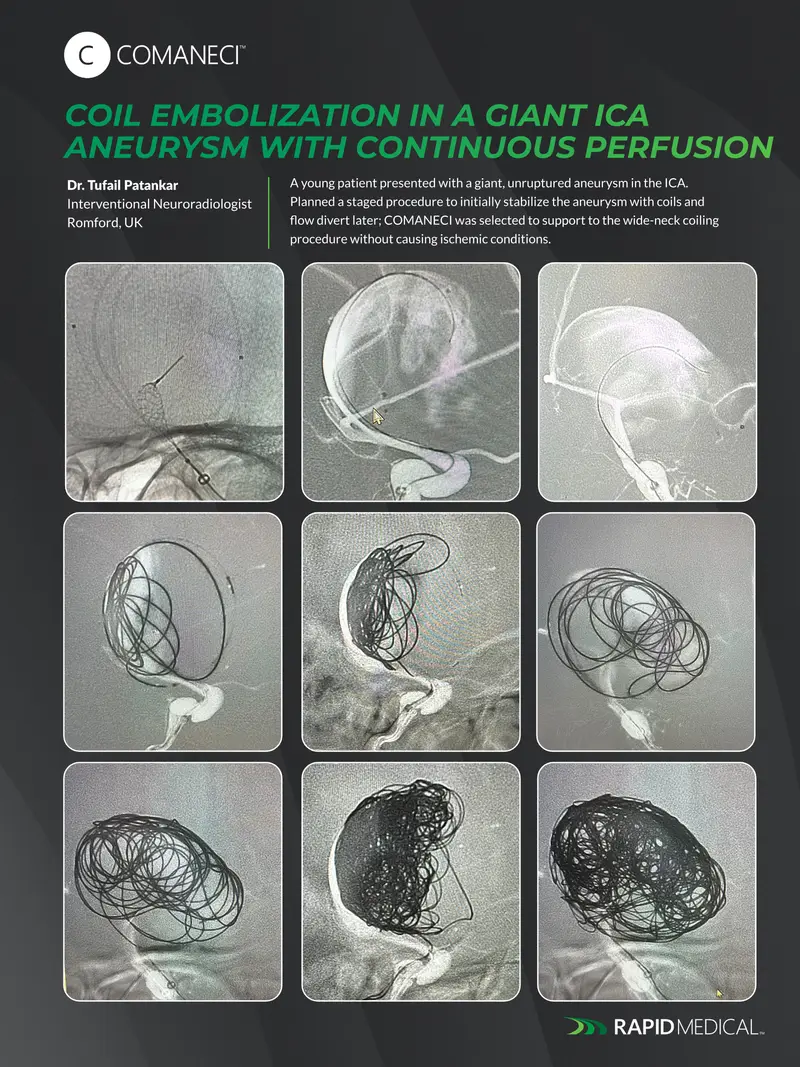 C COMANECI™
COIL EMBOLIZATION IN A GIANT ICA
ANEURYSM WITH CONTINUOUS PERFUSION
Dr. Tufail Patankar
Interventional Neuroradiologist
Romford, UK
A young patient presented with a giant, unruptured aneurysm in the ICA.
Planned a staged procedure to initially stabilize the aneurysm with coils and
flow divert later; COMANECI was selected to support to the wide-neck coiling
procedure without causing ischemic conditions.
RAPID MEDICAL™